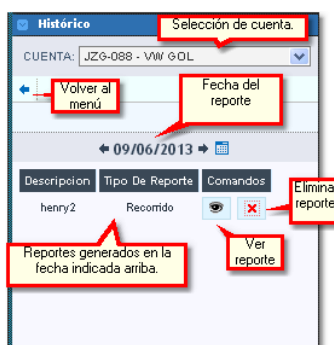 Histórico
Selección de cuenta.
CUENTA: JZG-088 - VW GOL
Volver al
menú
Fecha del
reporte
09/06/2013
Descripcion Tipo De Reporte Comandos
Elimina
reporte
henry2 Recorrido
Reportes generados en la
fecha indicada arriba.
Ver
reporte